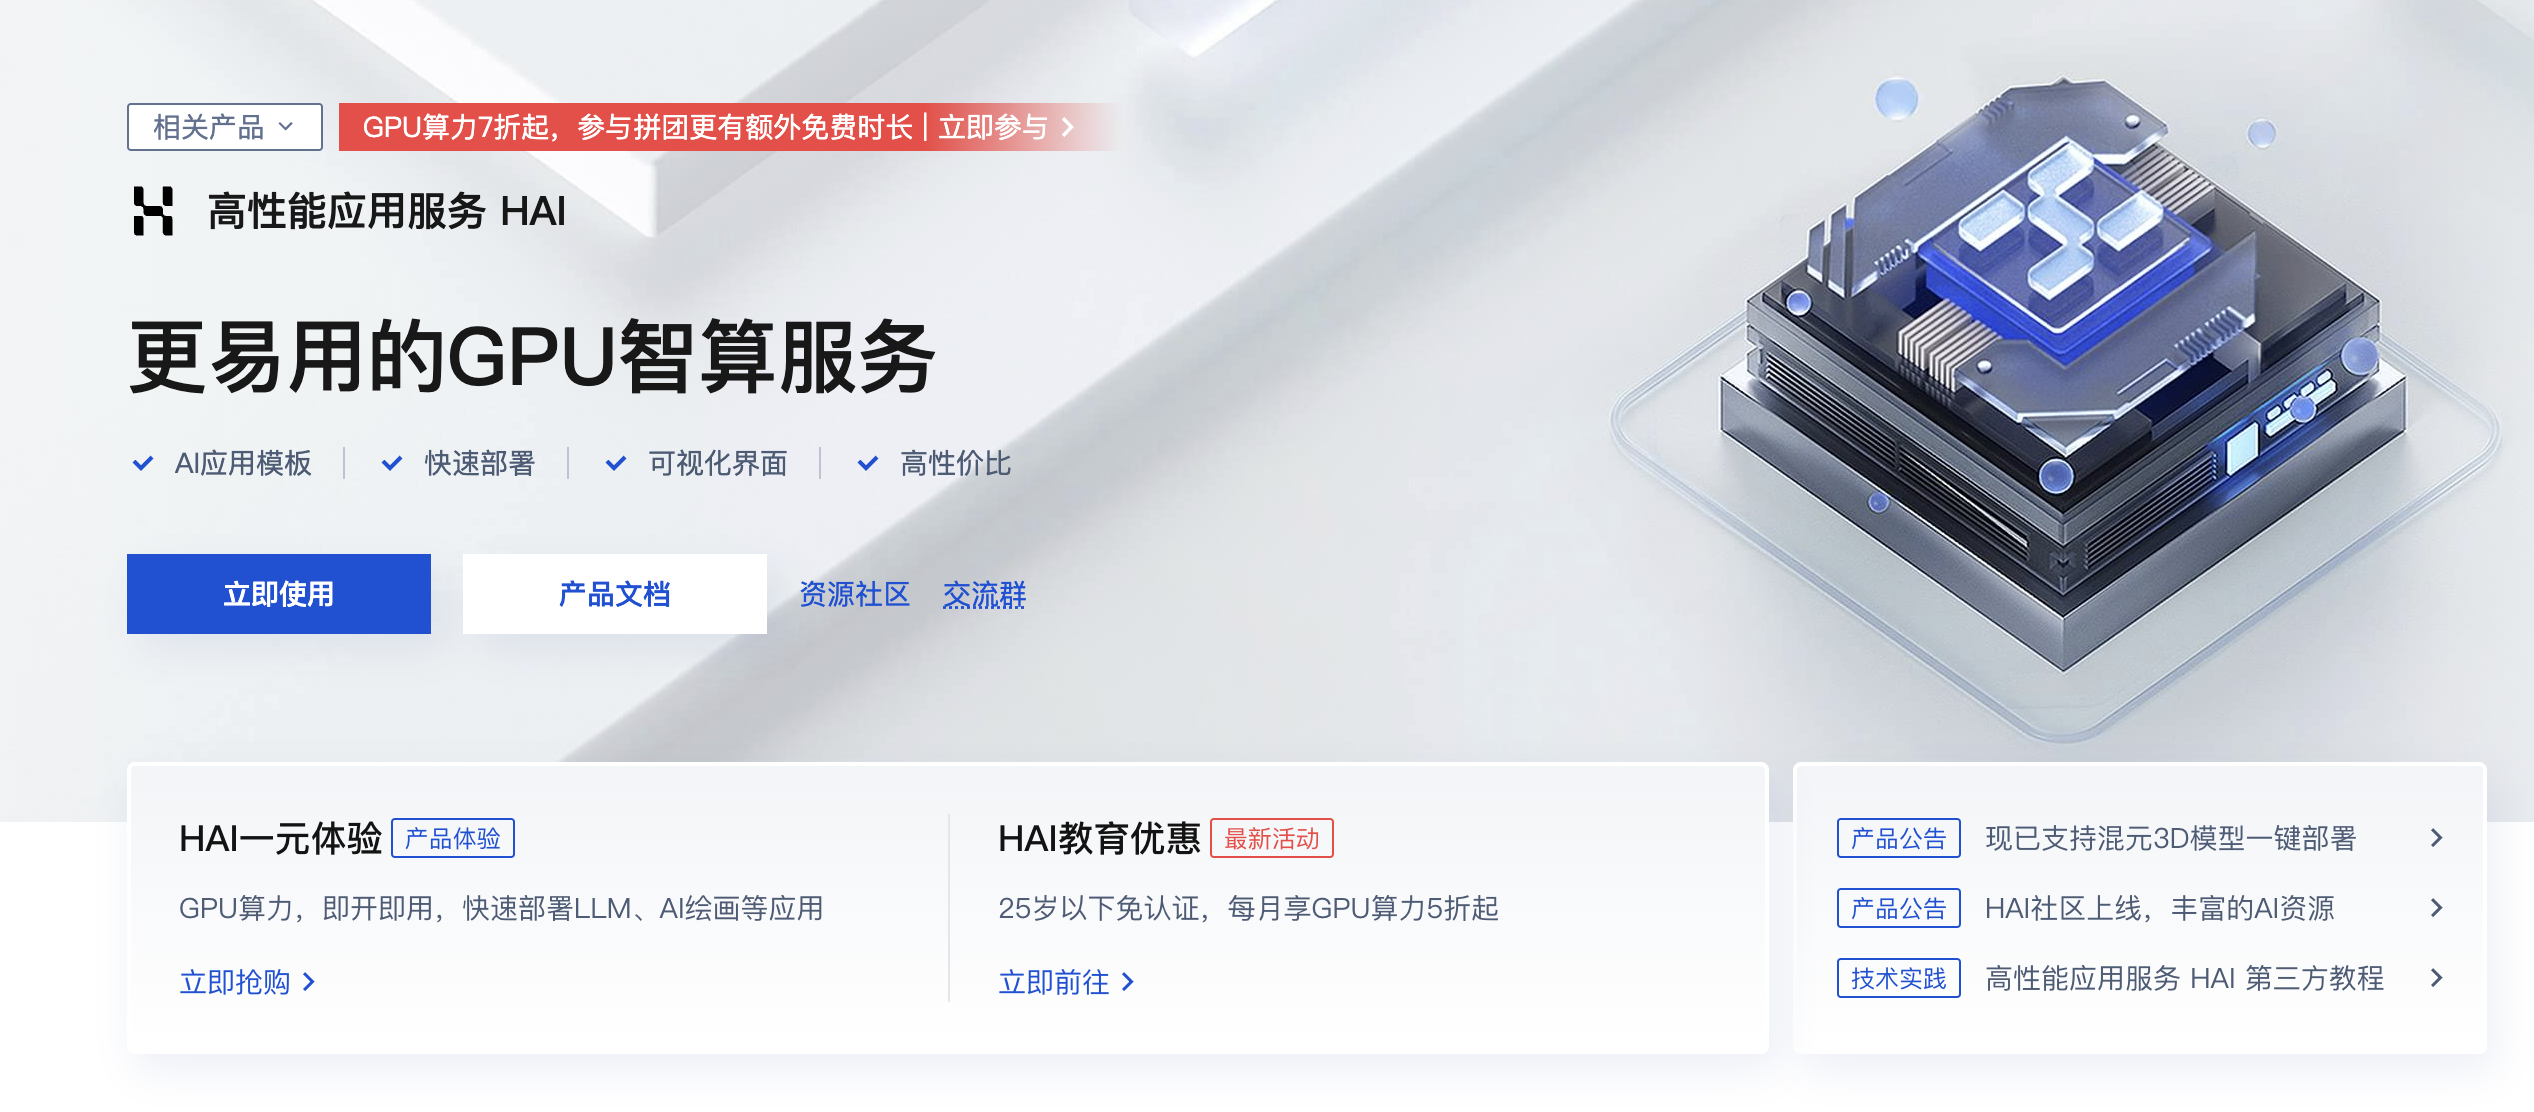 相关产品
GPU算力7折起，参与拼团更有额外免费时长 | 立即参与
高性能应用服务 HAI
更易用的GPU智算服务
AI应用模板
快速部署
可视化界面
高性价比
立即使用
产品文档
资源社区
交流群
HAI一元体验 产品体验
GPU算力，即开即用，快速部署LLM、AI绘画等应用
立即抢购
HAI教育优惠 最新活动
25岁以下免认证，每月享GPU算力5折起
立即前往
产品公告 现已支持混元3D模型一键部署
产品公告 HAI社区上线，丰富的AI资源
技术实践 高性能应用服务 HAI 第三方教程